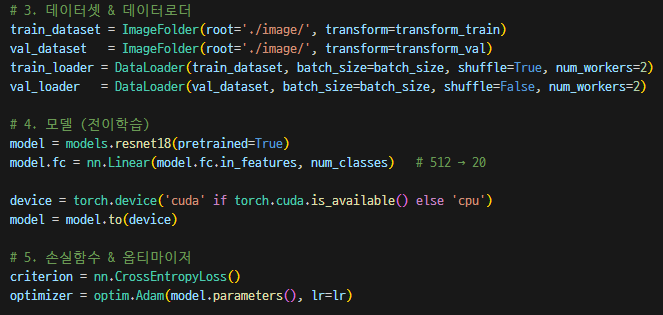 # 3. 데이터셋 & 데이터로더
train_dataset = ImageFolder(root='./image/', transform=transform_train)
val_dataset   = ImageFolder(root='./image/', transform=transform_val)
train_loader = DataLoader(train_dataset, batch_size=batch_size, shuffle=True, num_workers=2)
val_loader   = DataLoader(val_dataset, batch_size=batch_size, shuffle=False, num_workers=2)

# 4. 모델 (전이학습)
model = models.resnet18(pretrained=True)
model.fc = nn.Linear(model.fc.in_features, num_classes)   # 512 → 20

device = torch.device('cuda' if torch.cuda.is_available() else 'cpu')
model = model.to(device)

# 5. 손실함수 & 옵티마이저
criterion = nn.CrossEntropyLoss()
optimizer = optim.Adam(model.parameters(), lr=lr)